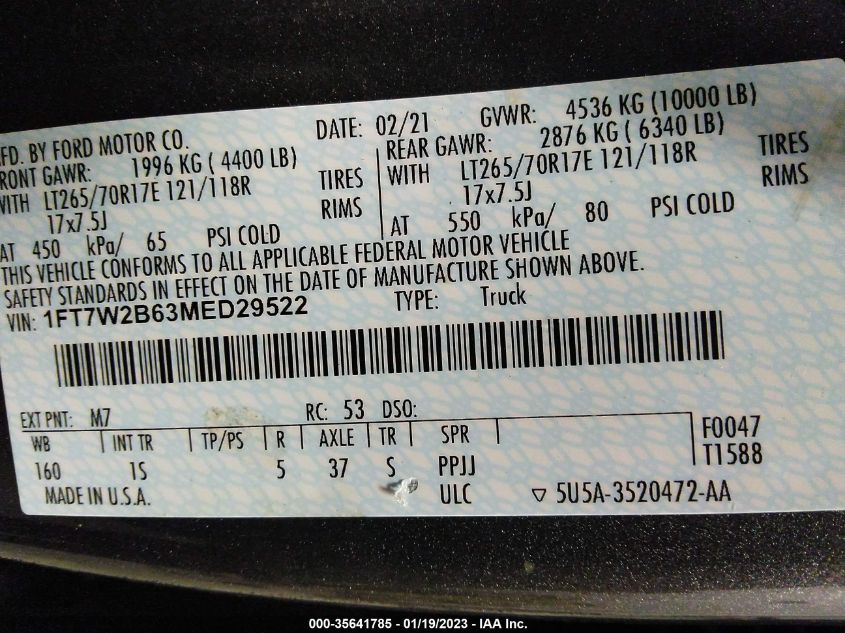 MFD. BY FORD MOTOR CO. DATE: 02/21 GVWR: 4536 KG (10000 LB)
FRONT GAWR: 1996 KG ( 4400 LB) REAR GAWR: 2876 KG ( 6340 LB)
WITH LT265/70R17E 121/118R TIRES WITH LT265/70R17E 121/118R TIRES
17x7.5J RIMS 17x7.5J RIMS
AT 450 kPa/ 65 PSI COLD AT 550 kPa/ 80 PSI COLD
THIS VEHICLE CONFORMS TO ALL APPLICABLE FEDERAL MOTOR VEHICLE
SAFETY STANDARDS IN EFFECT ON THE DATE OF MANUFACTURE SHOWN ABOVE.
VIN: 1FT7W2B63MED29522 TYPE: Truck
EXT PNT: M7 RC: 53 DSO:
WB INT TR TP/PS R AXLE TR SPR F0047
160 1S 5 37 S PPJJ T1588
MADE IN U.S.A. ULC ▽ 5U5A-3520472-AA
000-35641785 — 01/19/2023 — IAA Inc.